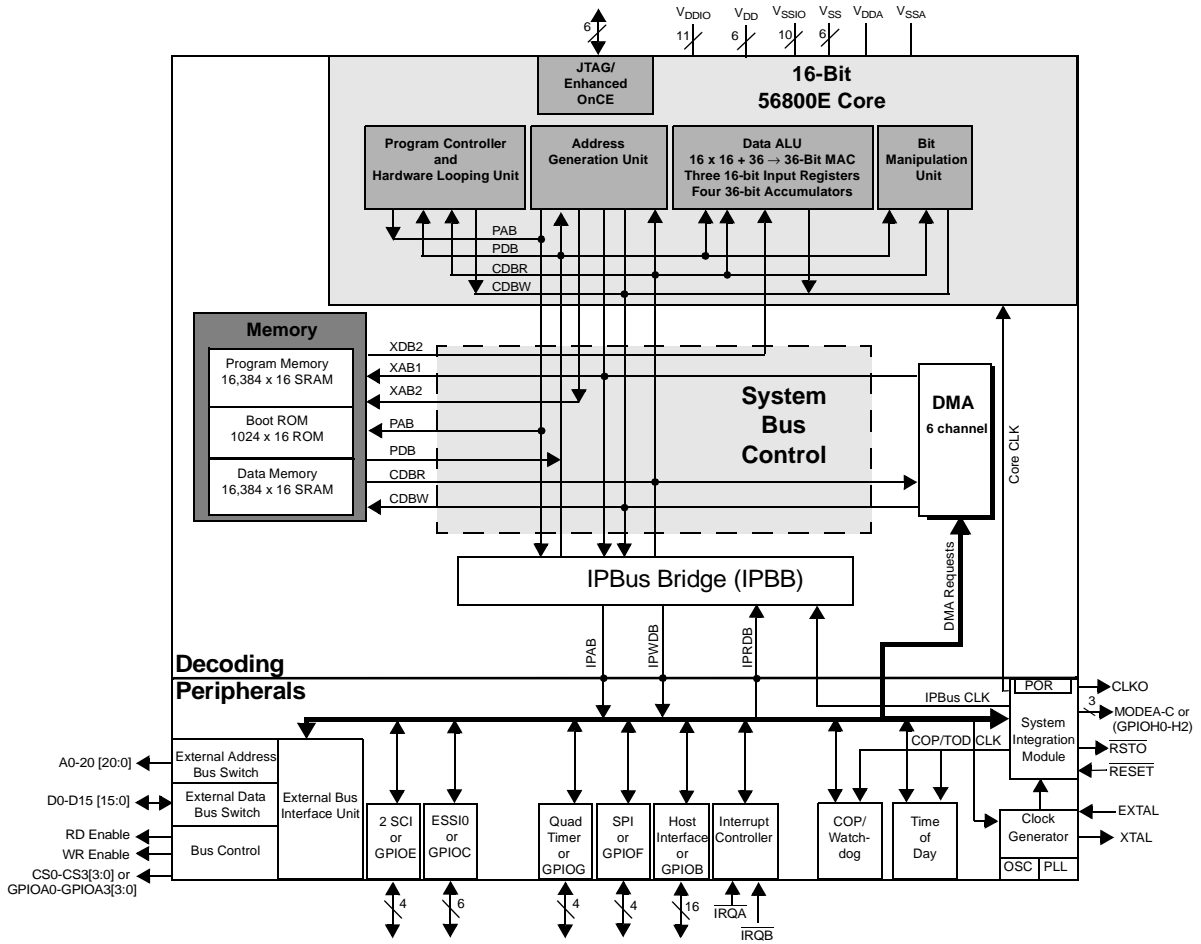 V_DDIO V_DD V_SSIO V_SS V_DDA V_SSA
6 11 6 10 6
JTAG/
Enhanced
OnCE
16-Bit
56800E Core
Program Controller
and
Hardware Looping Unit
Address
Generation Unit
Data ALU
16 x 16 + 36 → 36-Bit MAC
Three 16-bit Input Registers
Four 36-bit Accumulators
Bit
Manipulation
Unit
PAB
PDB
CDBR
CDBW
Memory
Program Memory
16,384 x 16 SRAM
Boot ROM
1024 x 16 ROM
Data Memory
16,384 x 16 SRAM
XDB2
XAB1
XAB2
PAB
PDB
CDBR
CDBW
System
Bus
Control
DMA
6 channel
Core CLK
DMA Requests
IPBus Bridge (IPBB)
IPAB
IPWDB
IPRDB
Decoding
Peripherals
IPBus CLK
POR
System
Integration
Module
CLKO
3
MODEA-C or
(GPIOH0-H2)
RSTO
RESET
COP/TOD CLK
A0-20 [20:0]
D0-D15 [15:0]
RD Enable
WR Enable
CS0-CS3[3:0] or
GPIOA0-GPIOA3[3:0]
External Address
Bus Switch
External Data
Bus Switch
Bus Control
External Bus
Interface Unit
2 SCI
or
GPIOE
ESSI0
or
GPIOC
Quad
Timer
or
GPIOG
SPI
or
GPIOF
Host
Interface
or
GPIOB
Interrupt
Controller
COP/
Watch-
dog
Time
of
Day
Clock
Generator
OSC PLL
EXTAL
XTAL
4 6 4 4 16
IRQA
IRQB